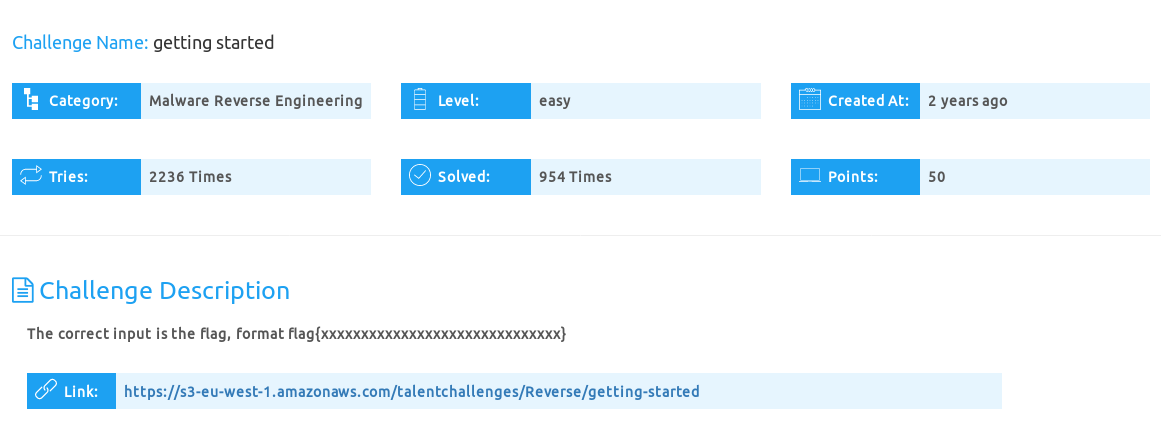 Challenge Name: getting started
Category: Malware Reverse Engineering Level: easy Created At: 2 years ago
Tries: 2236 Times Solved: 954 Times Points: 50
Challenge Description
The correct input is the flag, format flag{xxxxxxxxxxxxxxxxxxxxxxxxxxxxxx}
Link: https://s3-eu-west-1.amazonaws.com/talentchallenges/Reverse/getting-started